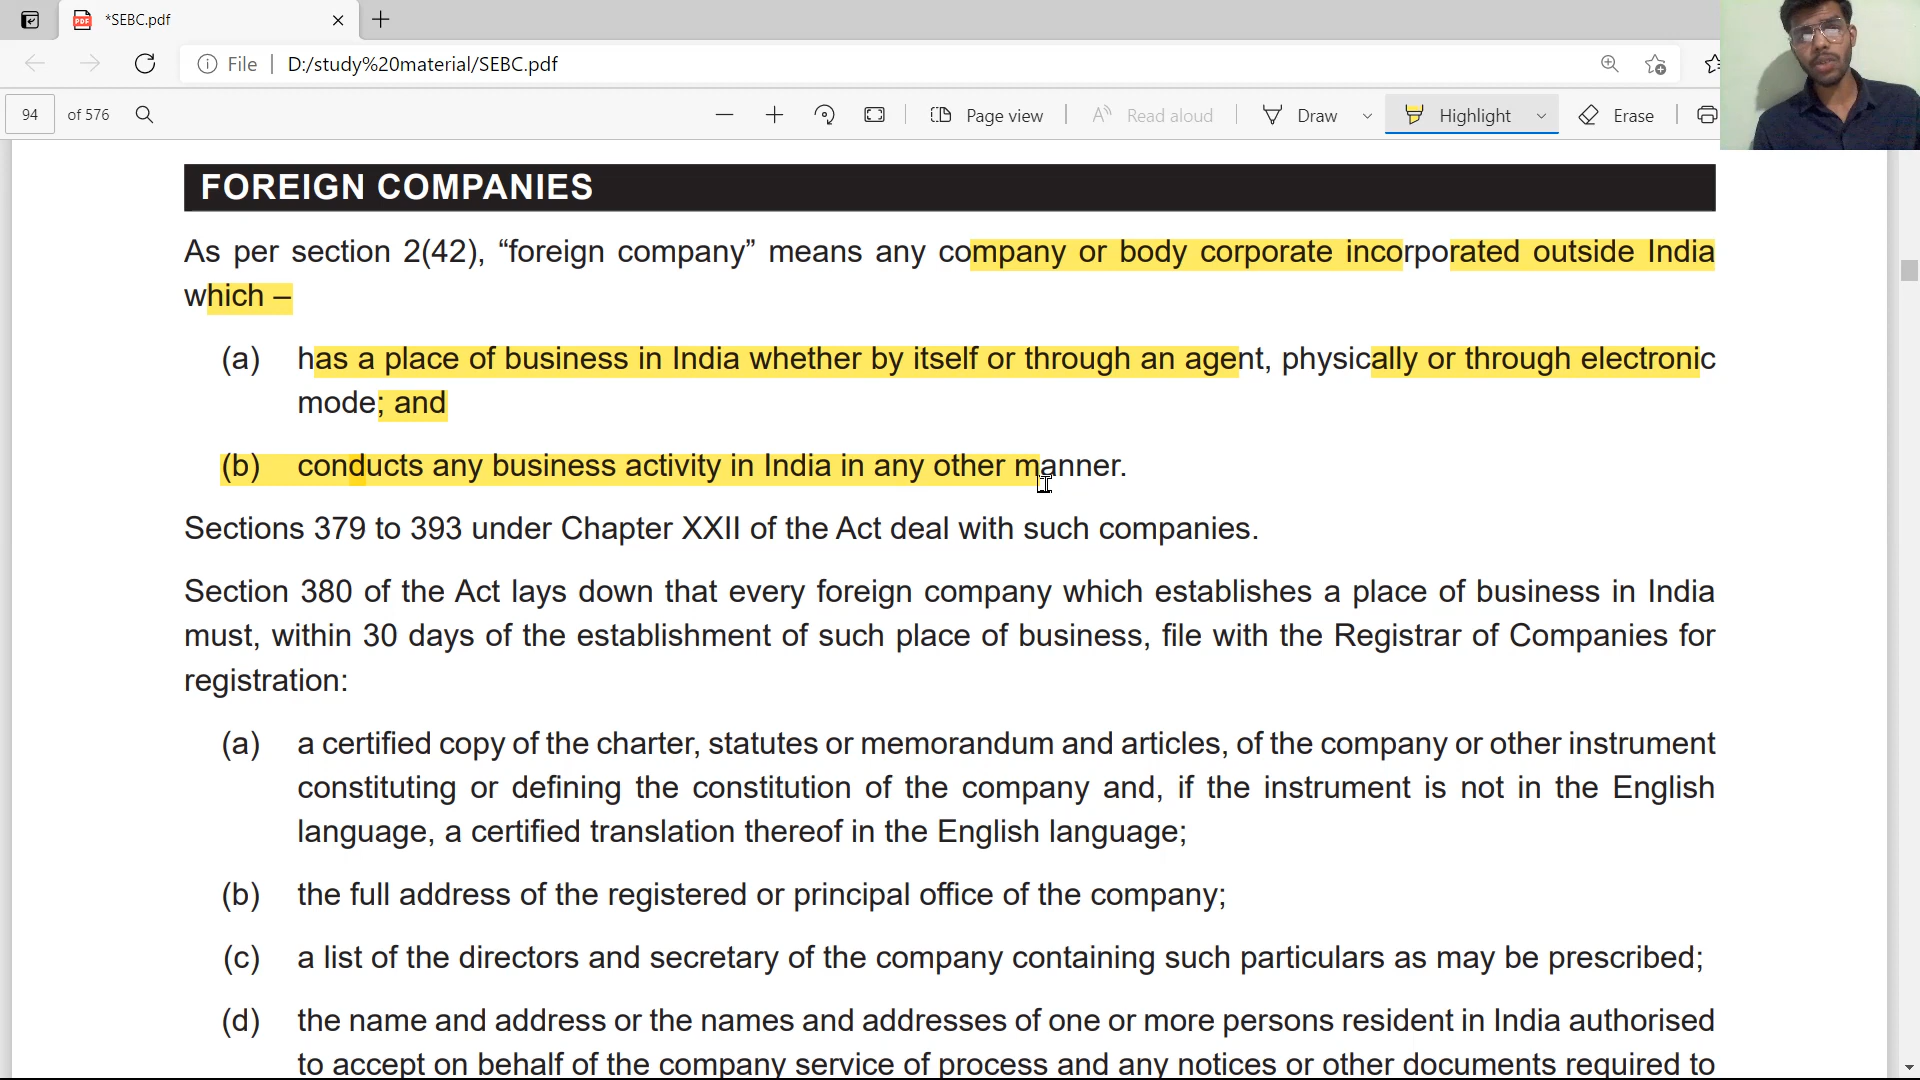 *SEBC.pdf
File | D:/study%20material/SEBC.pdf
94 of 576 Page view Read aloud Draw Highlight Erase
FOREIGN COMPANIES
As per section 2(42), “foreign company” means any company or body corporate incorporated outside India
which –
(a) has a place of business in India whether by itself or through an agent, physically or through electronic
mode; and
(b) conducts any business activity in India in any other manner.
Sections 379 to 393 under Chapter XXII of the Act deal with such companies.
Section 380 of the Act lays down that every foreign company which establishes a place of business in India
must, within 30 days of the establishment of such place of business, file with the Registrar of Companies for
registration:
(a) a certified copy of the charter, statutes or memorandum and articles, of the company or other instrument
constituting or defining the constitution of the company and, if the instrument is not in the English
language, a certified translation thereof in the English language;
(b) the full address of the registered or principal office of the company;
(c) a list of the directors and secretary of the company containing such particulars as may be prescribed;
(d) the name and address or the names and addresses of one or more persons resident in India authorised
to accept on behalf of the company service of process and any notices or other documents required to